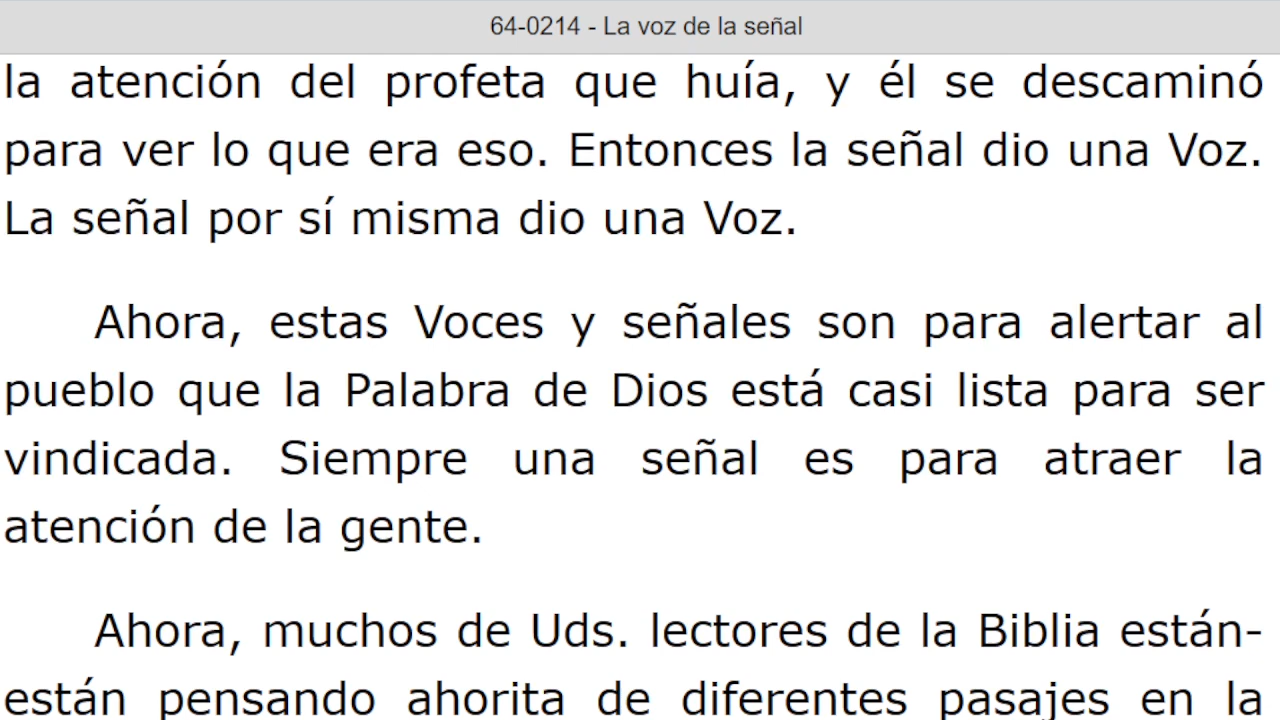 64-0214 - La voz de la señal
la atención del profeta que huía, y él se descaminó
para ver lo que era eso. Entonces la señal dio una Voz.
La señal por sí misma dio una Voz.
Ahora, estas Voces y señales son para alertar al
pueblo que la Palabra de Dios está casi lista para ser
vindicada. Siempre una señal es para atraer la
atención de la gente.
Ahora, muchos de Uds. lectores de la Biblia están-
están pensando ahorita de diferentes pasajes en la